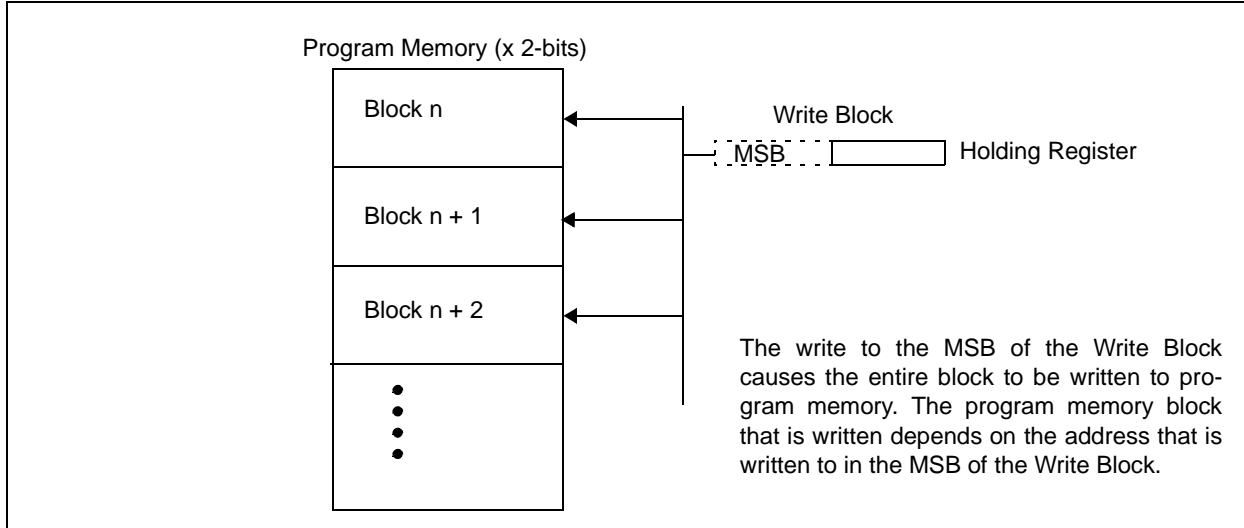 Program Memory (x 2-bits)
Block n
Write Block
MSB
Holding Register
Block n + 1
Block n + 2
The write to the MSB of the Write Block
causes the entire block to be written to pro-
gram memory. The program memory block
that is written depends on the address that is
written to in the MSB of the Write Block.